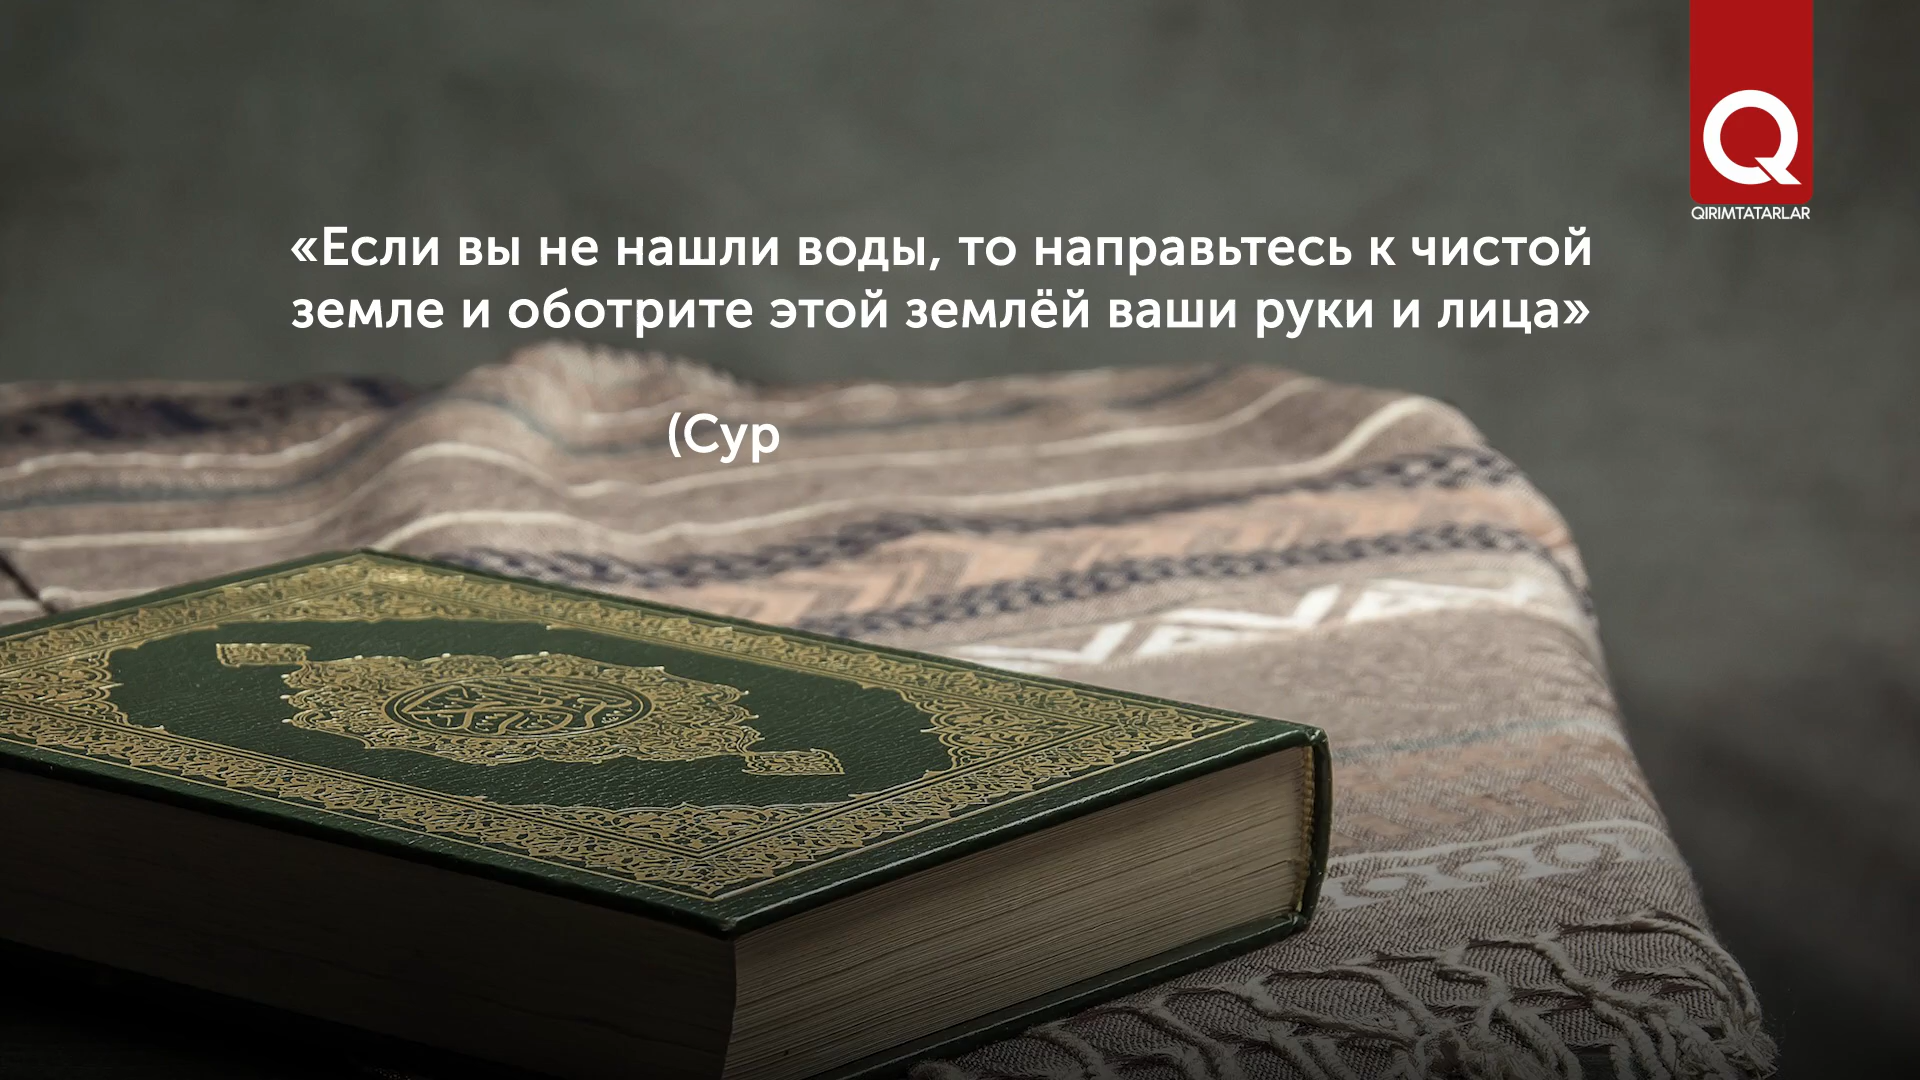 Q
QIRIMTATARLAR
«Если вы не нашли воды, то направьтесь к чистой
земле и оботрите этой землёй ваши руки и лица»
(Сур